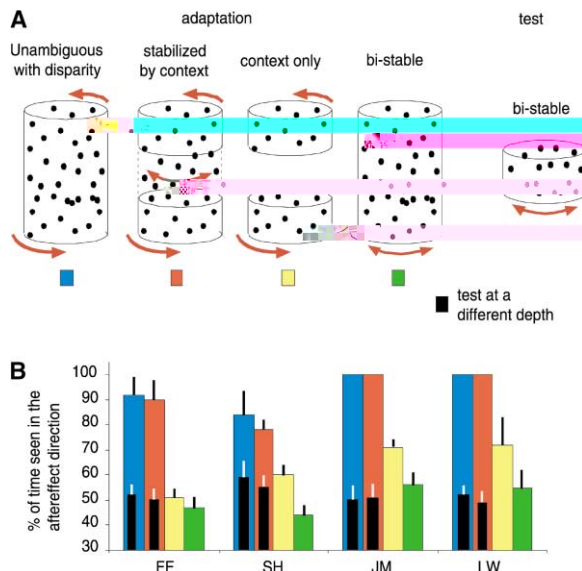 A
adaptation
test
Unambiguous
with disparity
stabilized
by context
context only
bi-stable
bi-stable
test at a
different depth
B
% of time seen in the
aftereffect direction
100
90
80
70
60
50
40
30
SH
JM